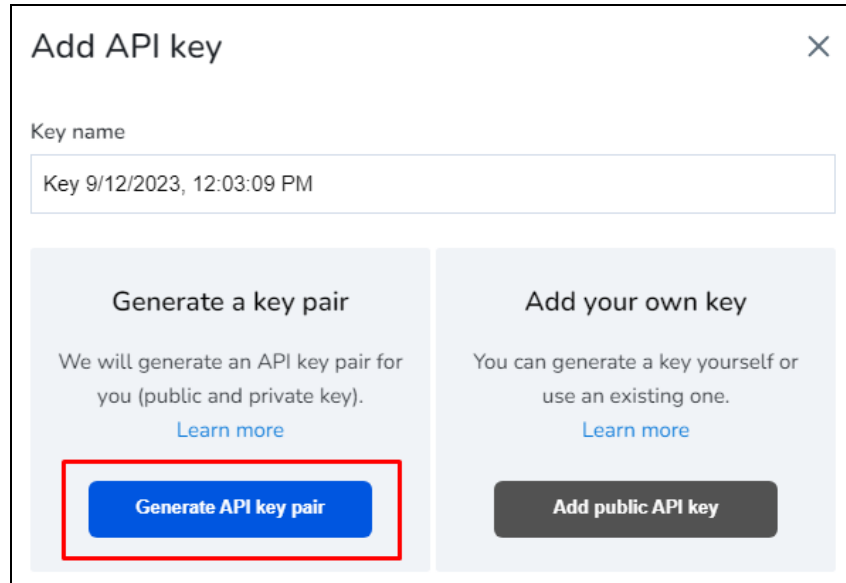 Add API key
Key name
Key 9/12/2023, 12:03:09 PM
Generate a key pair
We will generate an API key pair for
you (public and private key).
Learn more
Generate API key pair
Add your own key
You can generate a key yourself or
use an existing one.
Learn more
Add public API key